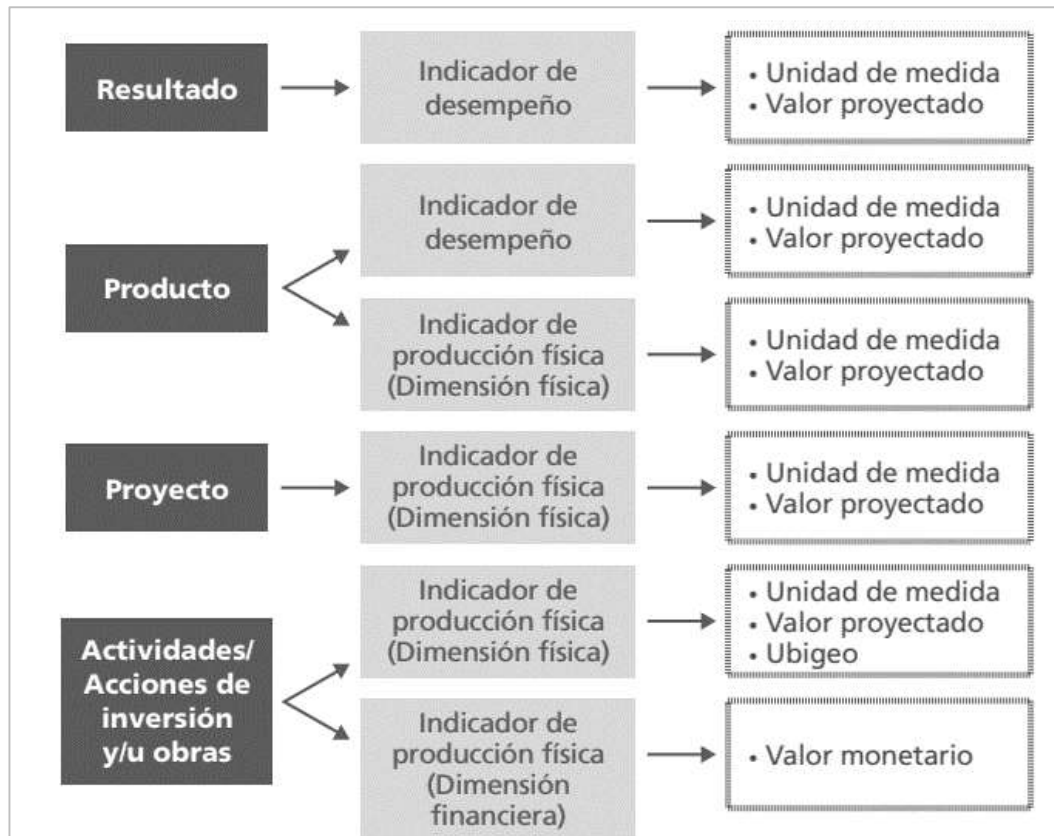 Resultado
Indicador de
desempeño
• Unidad de medida
• Valor proyectado
Producto
Indicador de
desempeño
• Unidad de medida
• Valor proyectado
Indicador de
producción física
(Dimensión física)
• Unidad de medida
• Valor proyectado
Proyecto
Indicador de
producción física
(Dimensión física)
• Unidad de medida
• Valor proyectado
Actividades/
Acciones de
inversión
y/u obras
Indicador de
producción física
(Dimensión física)
• Unidad de medida
• Valor proyectado
• Ubigeo
Indicador de
producción física
(Dimensión
financiera)
• Valor monetario